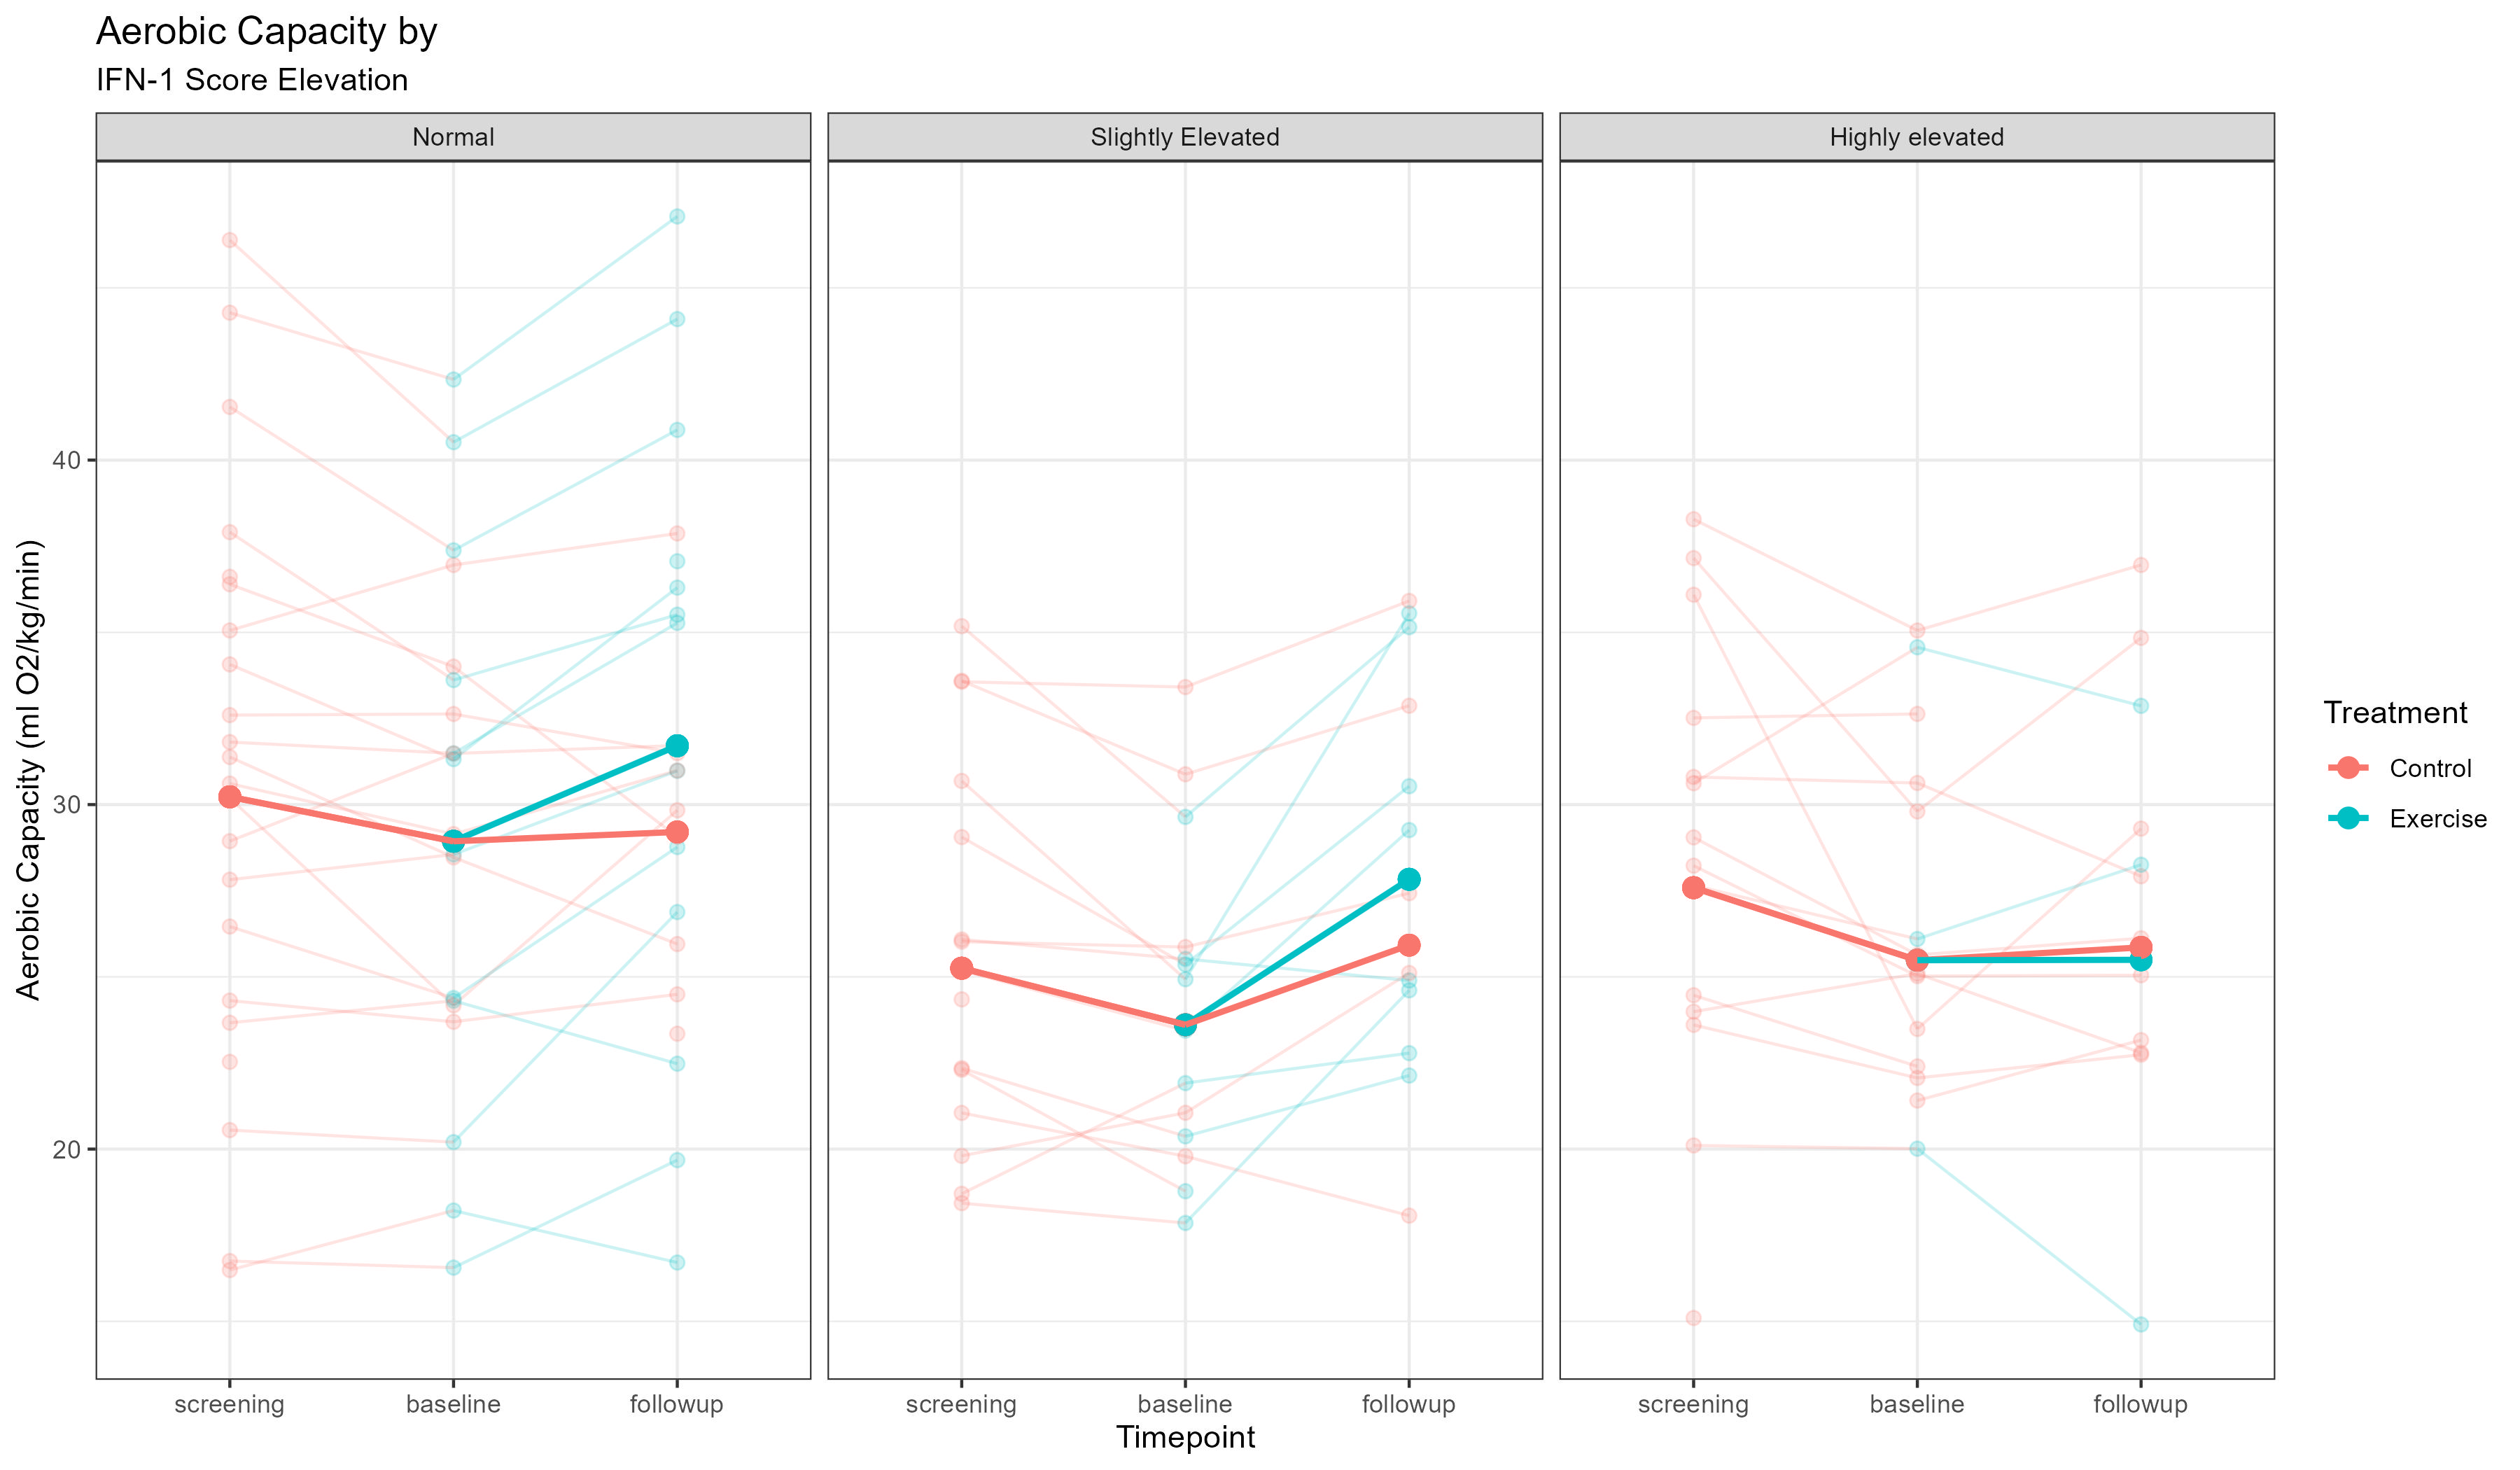 Aerobic Capacity by
IFN-1 Score Elevation
Normal
Slightly Elevated
Highly elevated
Aerobic Capacity (ml O2/kg/min)
40
30
20
screening
baseline
followup
screening
baseline
followup
screening
baseline
followup
Timepoint
Treatment
Control
Exercise